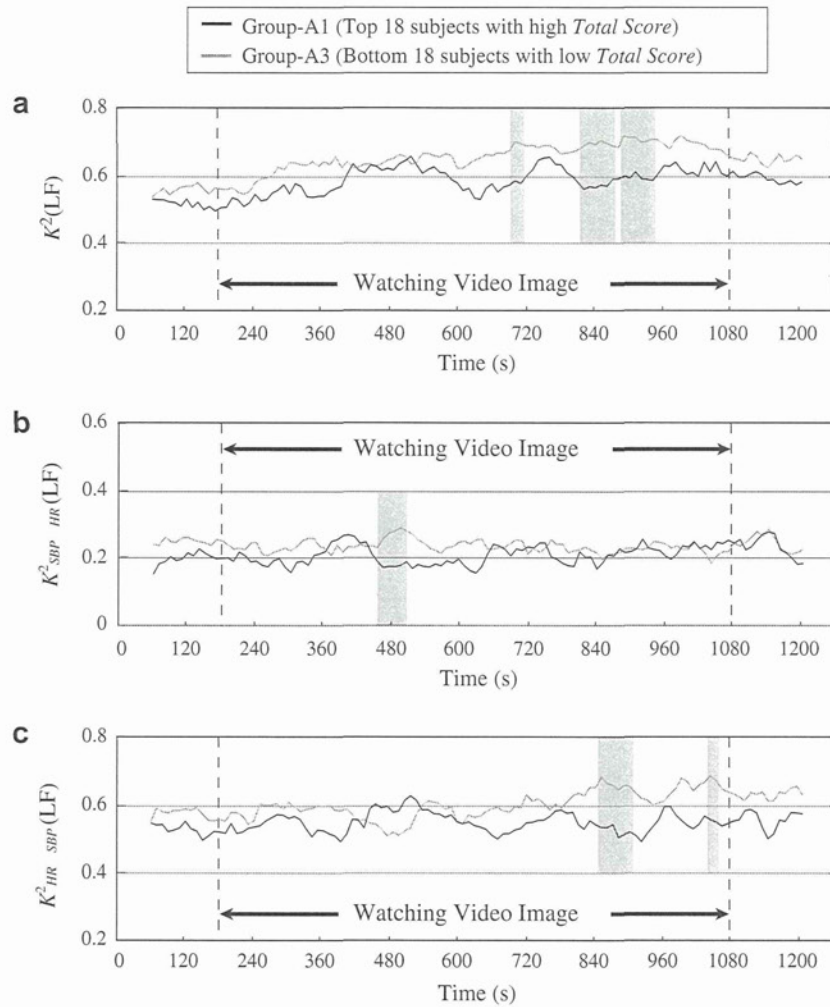 Group-A1 (Top 18 subjects with high Total Score)
Group-A3 (Bottom 18 subjects with low Total Score)
a
0.8
0.6
0.4
0.2
K²(LF)
Watching Video Image
0 120 240 360 480 600 720 840 960 1080 1200
Time (s)
b
0.6
0.4
0.2
0
K²SBP HR(LF)
Watching Video Image
0 120 240 360 480 600 720 840 960 1080 1200
Time (s)
c
0.8
0.6
0.4
0.2
K²HR SBP(LF)
Watching Video Image
0 120 240 360 480 600 720 840 960 1080 1200
Time (s)